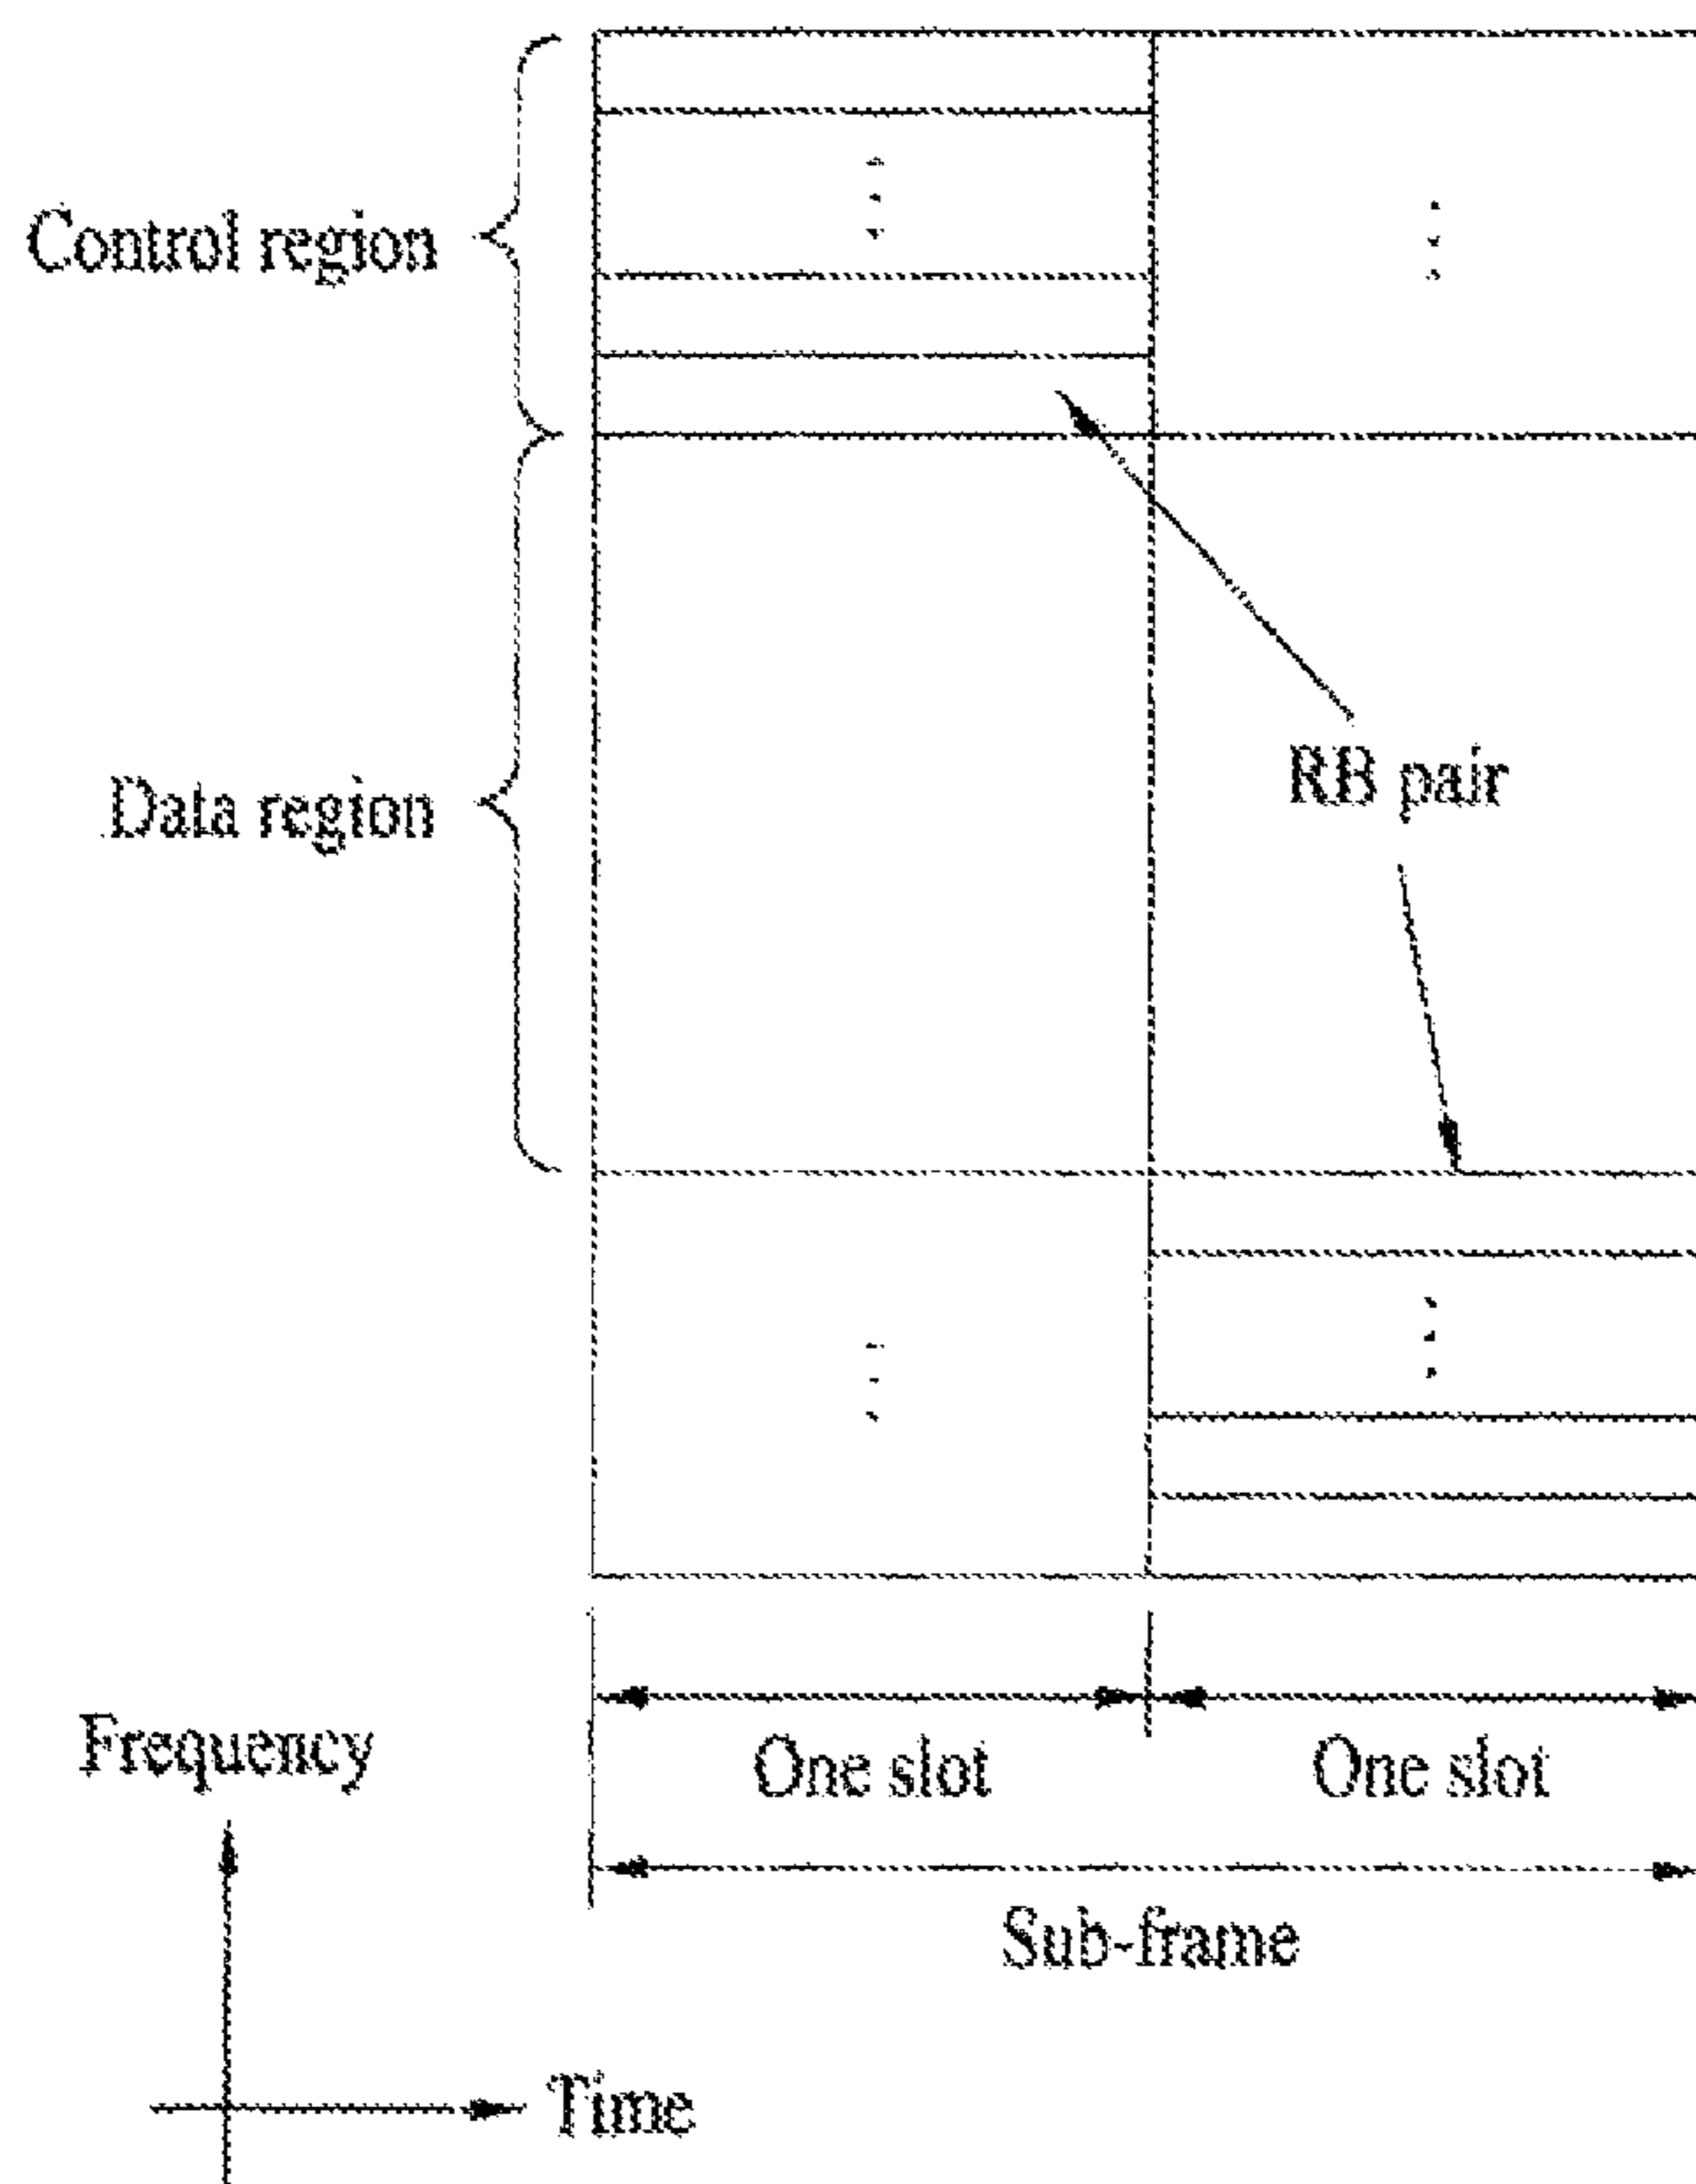 Control region
Data region
RB pair
One slot
One slot
Sub-frame
Frequency
Time